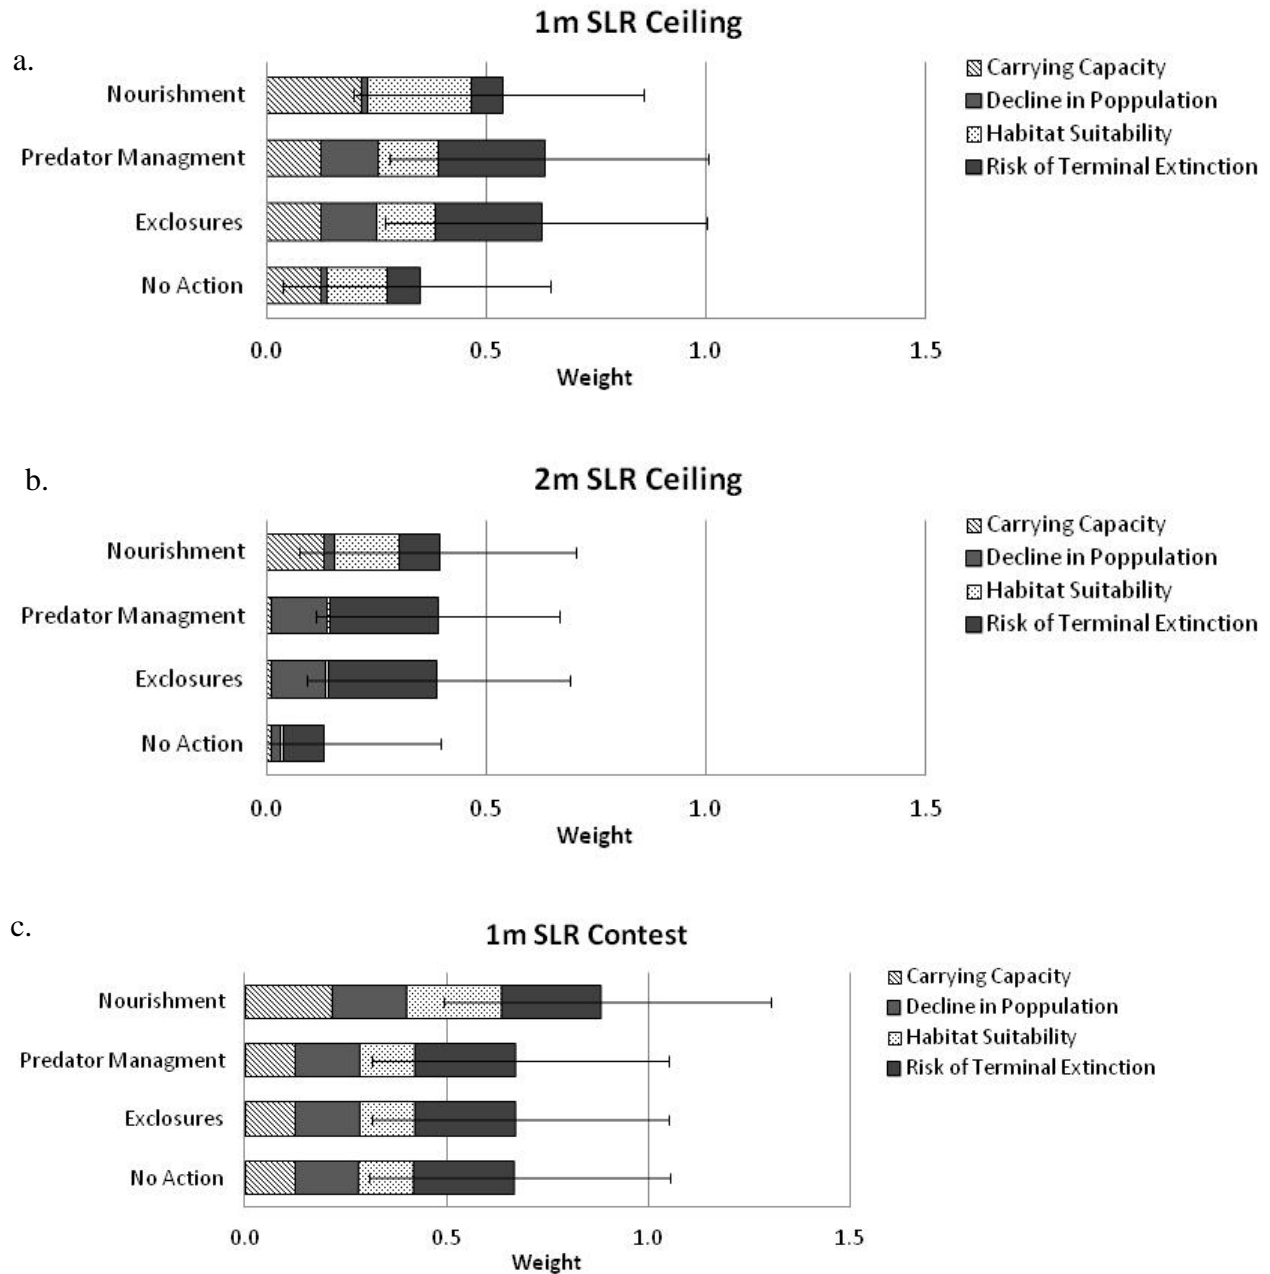 1m SLR Ceiling
a.
Nourishment
Predator Managment
Exclosures
No Action
0.0 0.5 1.0 1.5
Weight
Carrying Capacity
Decline in Poppulation
Habitat Suitability
Risk of Terminal Extinction
2m SLR Ceiling
b.
Nourishment
Predator Managment
Exclosures
No Action
0.0 0.5 1.0 1.5
Weight
Carrying Capacity
Decline in Poppulation
Habitat Suitability
Risk of Terminal Extinction
c.
1m SLR Contest
Nourishment
Predator Managment
Exclosures
No Action
0.0 0.5 1.0 1.5
Weight
Carrying Capacity
Decline in Poppulation
Habitat Suitability
Risk of Terminal Extinction